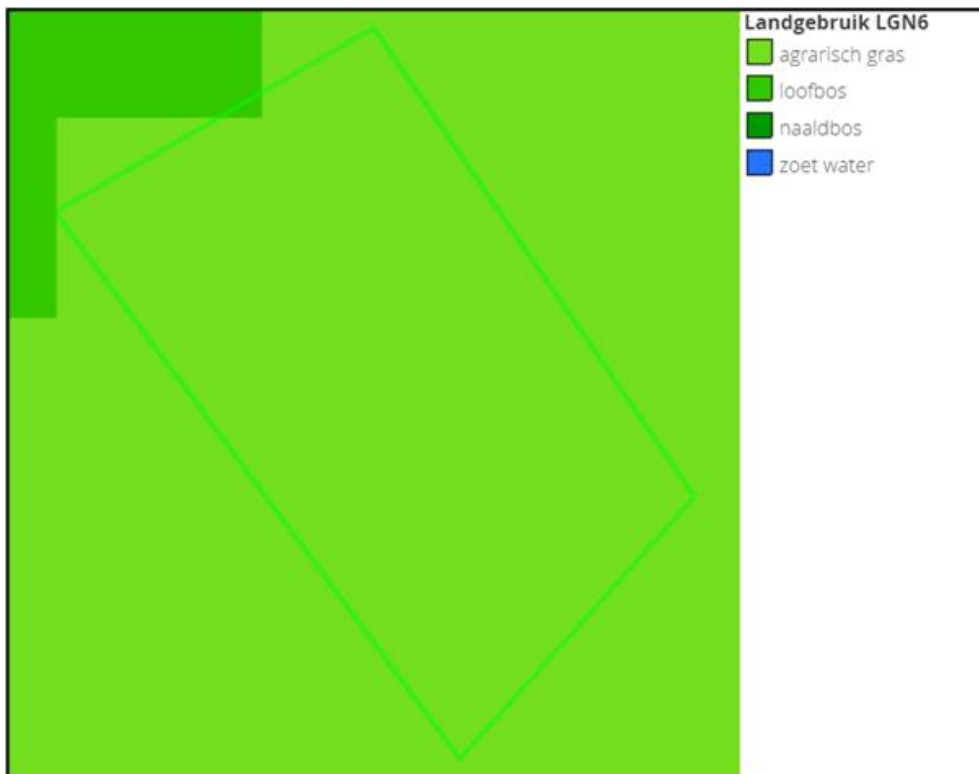 Landgebruik LGN6
agrarisch gras
loofbos
naaldbos
zoet water